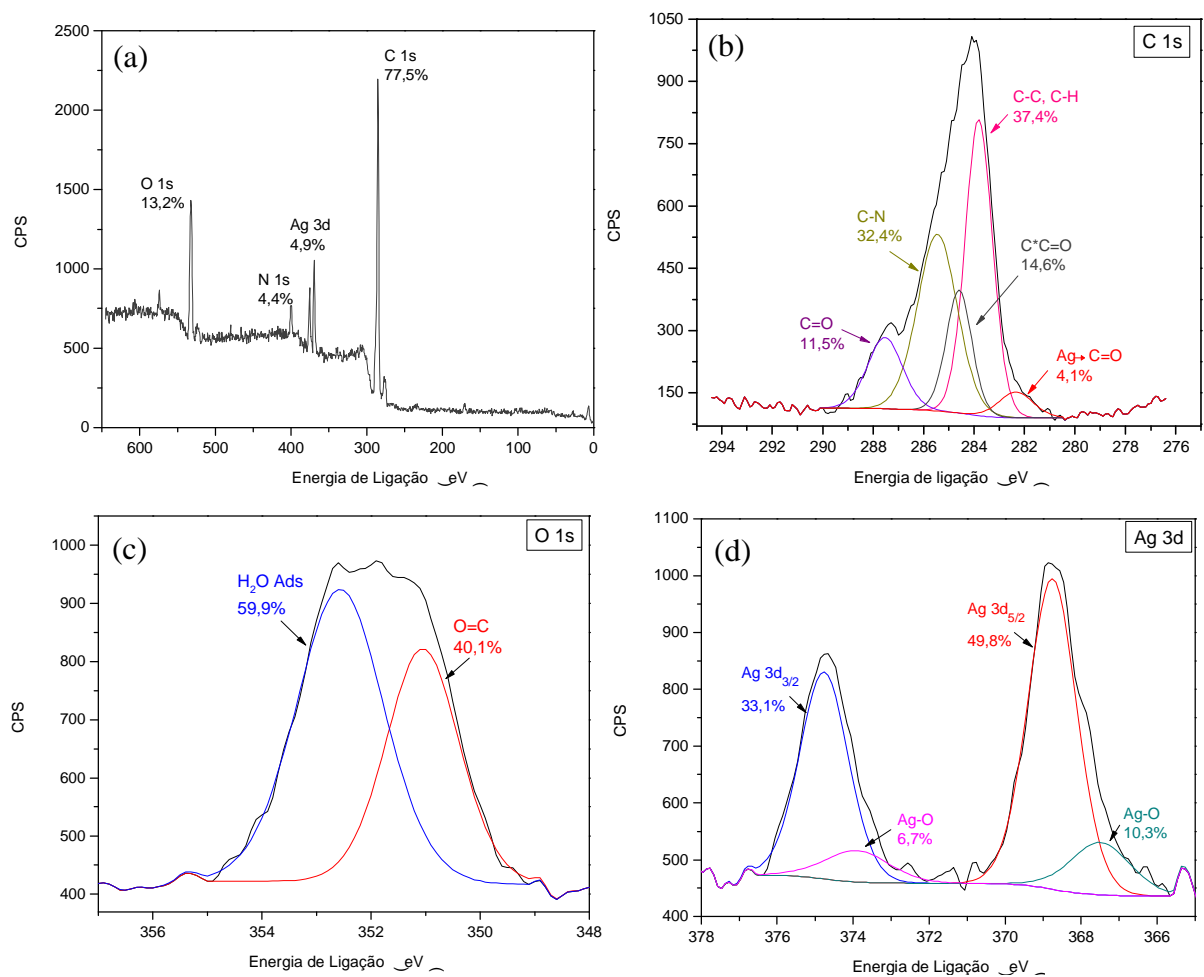 (a)
C 1s
77,5%
O 1s
13,2%
Ag 3d
4,9%
N 1s
4,4%
CPS
2500
2000
1500
1000
500
0
600
500
400
300
200
100
0
Energia de Ligação (eV)
(b)
C 1s
C-C, C-H
37,4%
C-N
32,4%
C*C=O
14,6%
C=O
11,5%
Ag→C=O
4,1%
CPS
1050
900
750
600
450
300
150
294
292
290
288
286
284
282
280
278
276
Energia de ligação (eV)
(c)
O 1s
H2O Ads
59,9%
O=C
40,1%
CPS
1000
900
800
700
600
500
400
356
354
352
350
348
Energia de Ligação (eV)
(d)
Ag 3d
Ag 3d5/2
49,8%
Ag 3d3/2
33,1%
Ag-O
6,7%
Ag-O
10,3%
CPS
1100
1000
900
800
700
600
500
400
378
376
374
372
370
368
366
Energia de Ligação (eV)